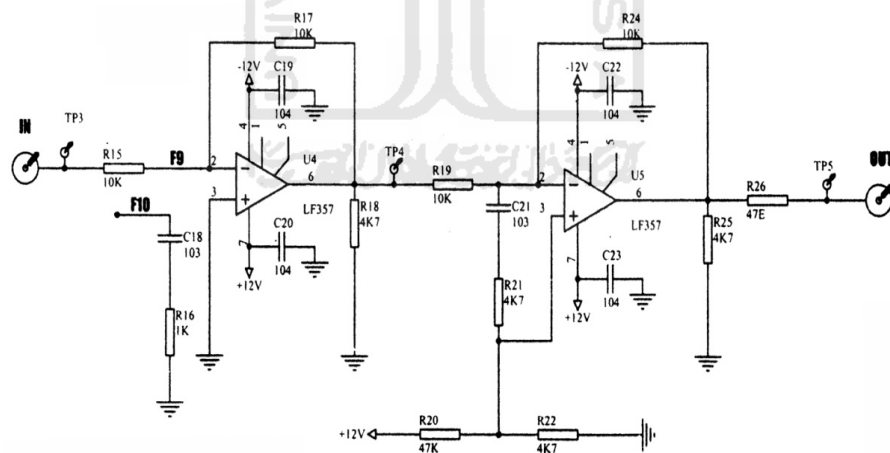 R17
10K
R24
10K
-12V
C19
104
-12V
C22
104
4
1
5
4
1
5
IN
TP3
F9
R15
10K
2
3
U4
6
LF357
TP4
R19
10K
2
3
U5
6
LF357
R26
47E
TP5
OUT
F10
C18
103
R16
1K
7
C20
104
+12V
R18
4K7
C21
103
R21
4K7
7
C23
104
+12V
R25
4K7
+12V
R20
47K
R22
4K7